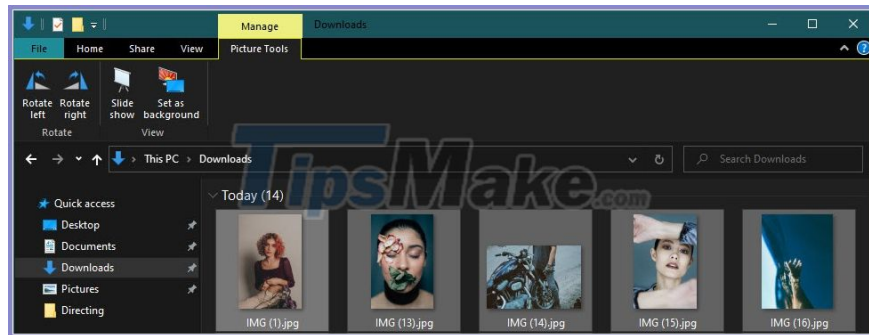 Manage
Downloads
File
Home
Share
View
Picture Tools
Rotate left
Rotate right
Slide show
Set as background
Rotate
View
This PC > Downloads
Search Downloads
TipsMake.com
Quick access
Today (14)
Desktop
Documents
Downloads
Pictures
Directing
IMG (1).jpg
IMG (13).jpg
IMG (14).jpg
IMG (15).jpg
IMG (16).jpg